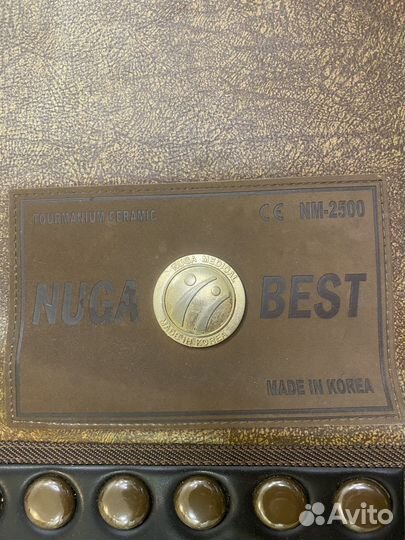 TOURMANIUM CERAMIC
CE NM-2500
NUGA BEST
NUGA MEDICAL
MADE IN KOREA
MADE IN KOREA
Avito